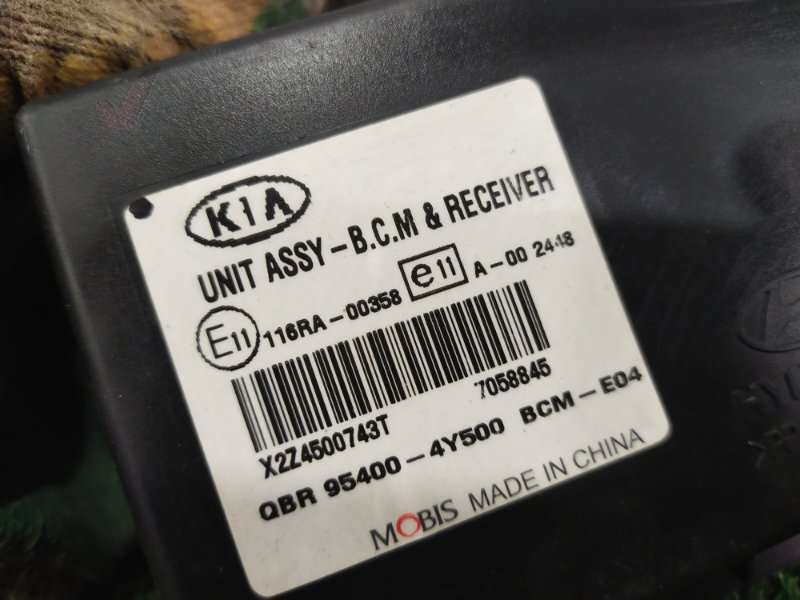 KIA
UNIT ASSY-B.C.M & RECEIVER
E11 116RA-00358 e11 A-00 2448
X2Z4500743T 7058845
QBR 95400-4Y500 BCM-E04
MOBIS MADE IN CHINA